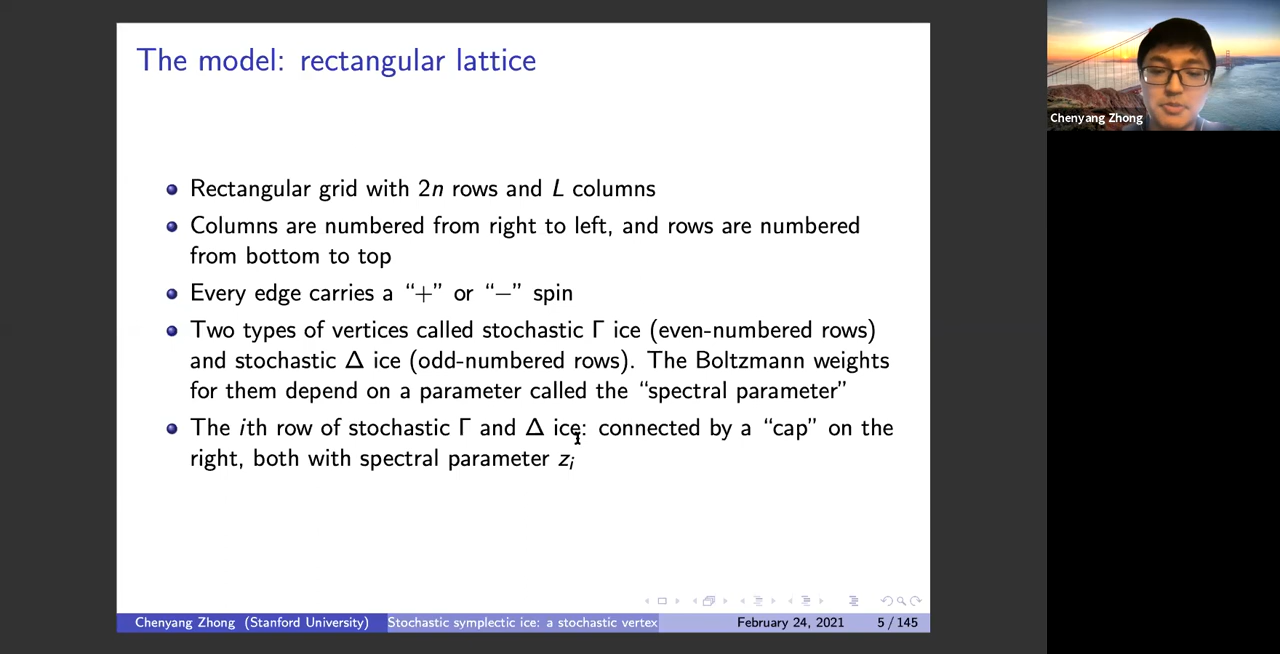 The model: rectangular lattice
Rectangular grid with 2n rows and L columns
Columns are numbered from right to left, and rows are numbered
from bottom to top
Every edge carries a “+” or “−” spin
Two types of vertices called stochastic Γ ice (even-numbered rows)
and stochastic Δ ice (odd-numbered rows). The Boltzmann weights
for them depend on a parameter called the “spectral parameter”
The ith row of stochastic Γ and Δ ice: connected by a “cap” on the
right, both with spectral parameter zᵢ
Chenyang Zhong (Stanford University)
Stochastic symplectic ice: a stochastic vertex
February 24, 2021
5 / 145
Chenyang Zhong